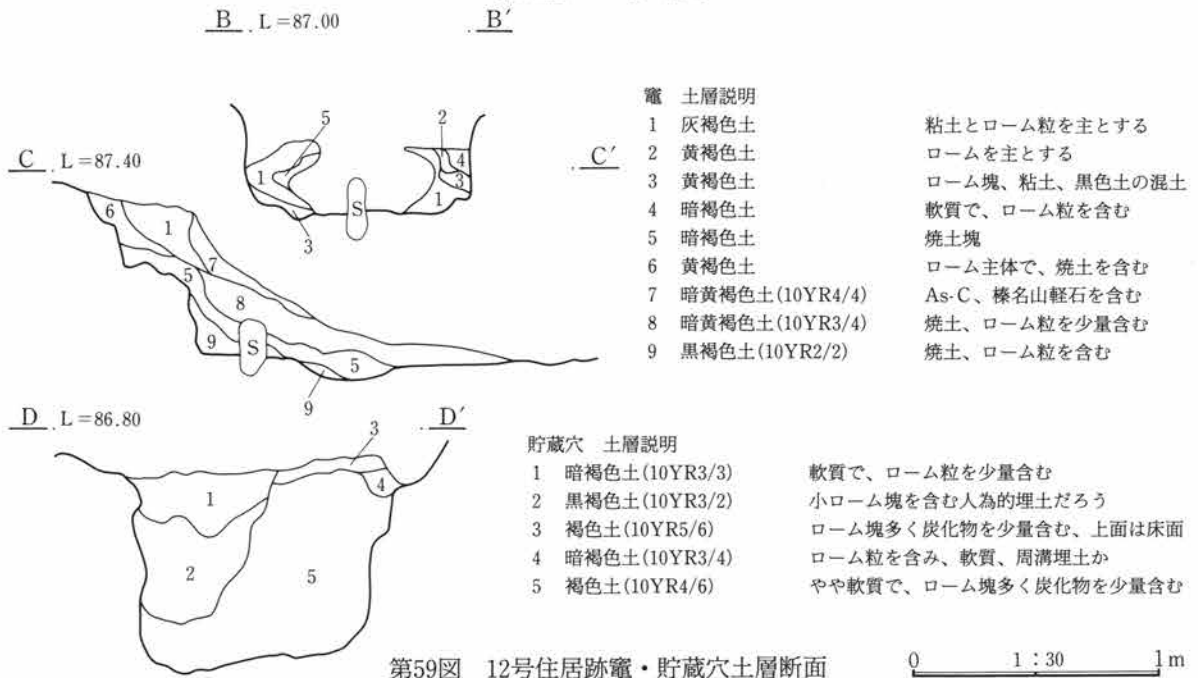 B L=87.00 B′
5
2
1
4
3
1
S
3
竈 土層説明
1 灰褐色土 粘土とローム粒を主とする
2 黄褐色土 ロームを主とする
3 黄褐色土 ローム塊、粘土、黒色土の混土
4 暗褐色土 軟質で、ローム粒を含む
5 暗褐色土 焼土塊
6 黄褐色土 ローム主体で、焼土を含む
7 暗黄褐色土(10YR4/4) As-C、榛名山軽石を含む
8 暗黄褐色土(10YR3/4) 焼土、ローム粒を少量含む
9 黒褐色土(10YR2/2) 焼土、ローム粒を含む
C L=87.40 C′
6
1
7
5
8
9
S
5
9
D L=86.80 D′
3
1
4
2
5
貯蔵穴 土層説明
1 暗褐色土(10YR3/3) 軟質で、ローム粒を少量含む
2 黒褐色土(10YR3/2) 小ローム塊を含む人為的埋土だろう
3 褐色土(10YR5/6) ローム塊多く炭化物を少量含む、上面は床面
4 暗褐色土(10YR3/4) ローム粒を含み、軟質、周溝埋土か
5 褐色土(10YR4/6) やや軟質で、ローム塊多く炭化物を少量含む
第59図 12号住居跡竈・貯蔵穴土層断面
0 1:30 1m